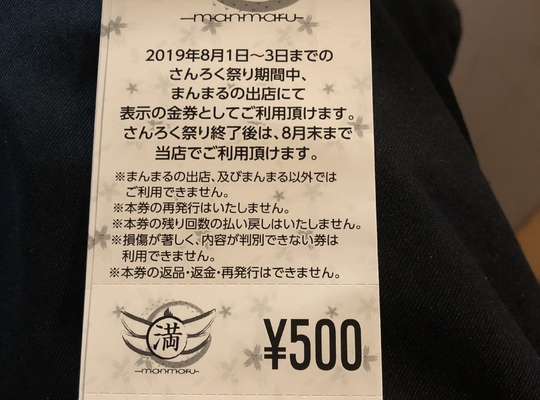 -manmaru-
2019年8月1日〜3日までの
さんろく祭り期間中、
まんまるの出店にて
表示の金券としてご利用頂けます。
さんろく祭り終了後は、8月末まで
当店でご利用頂けます。
※まんまるの出店、及びまんまる以外では
ご利用できません。
※本券の再発行はいたしません。
※本券の残り回数の払い戻しはいたしません。
※損傷が著しく、内容が判別できない券は
利用できません。
※本券の返品・返金・再発行はできません。
満
-manmaru-
¥500